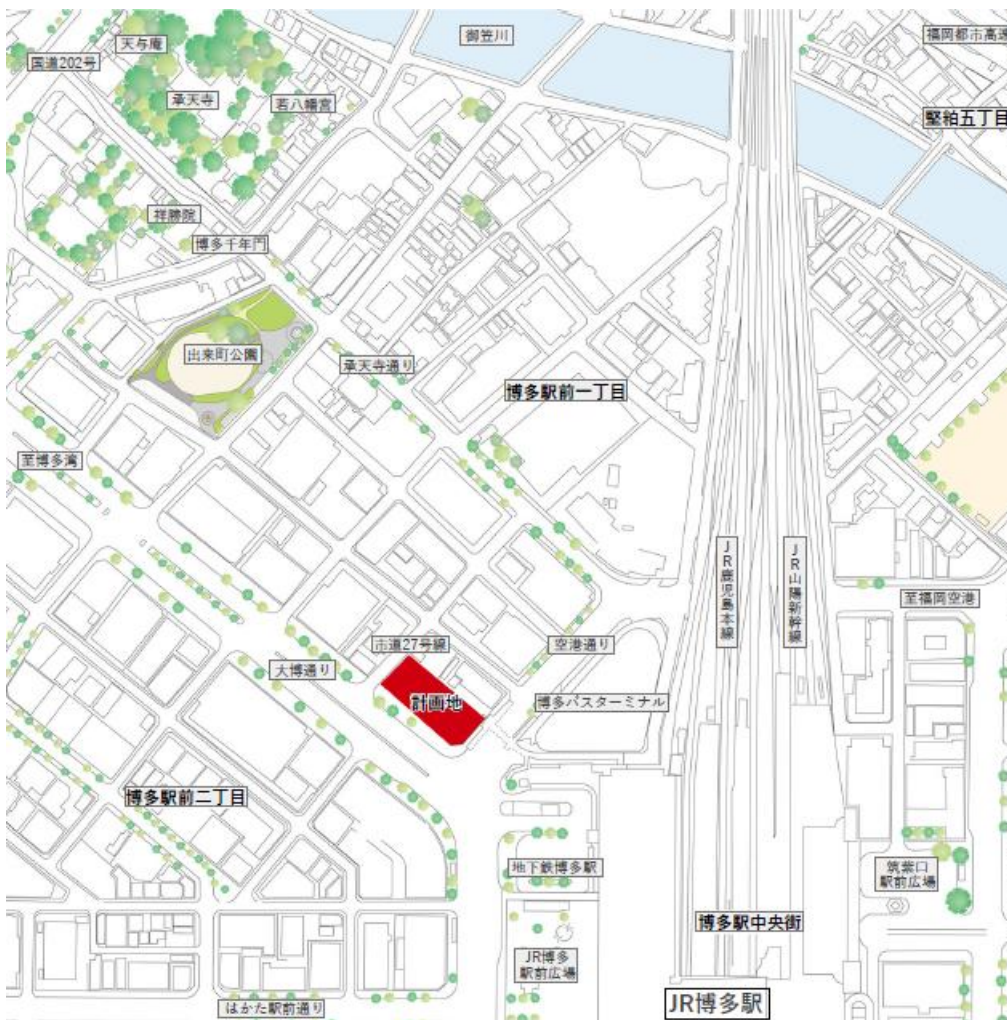 天与庵
御笠川
福岡都市高速
国道202号
承天寺
若八幡宮
堅粕五丁目
祥勝院
博多千年門
出来町公園
承天寺通り
博多駅前一丁目
至博多湾
JR鹿児島本線
JR山陽新幹線
至福岡空港
市道27号線
空港通り
大博通り
計画地
博多バスターミナル
博多駅前二丁目
地下鉄博多駅
筑紫口
駅前広場
博多駅中央街
JR博多
駅前広場
はかた駅前通り
JR博多駅